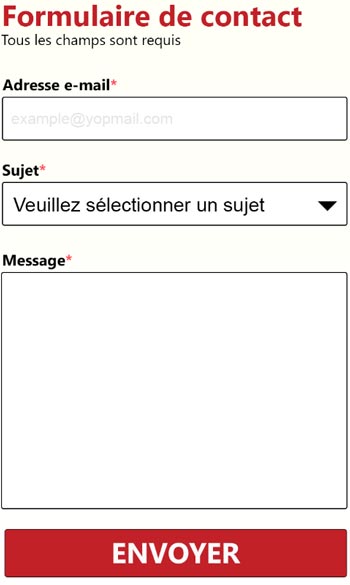 Formulaire de contact
Tous les champs sont requis
Adresse e-mail*
example@yopmail.com
Sujet*
Veuillez sélectionner un sujet
Message*
ENVOYER